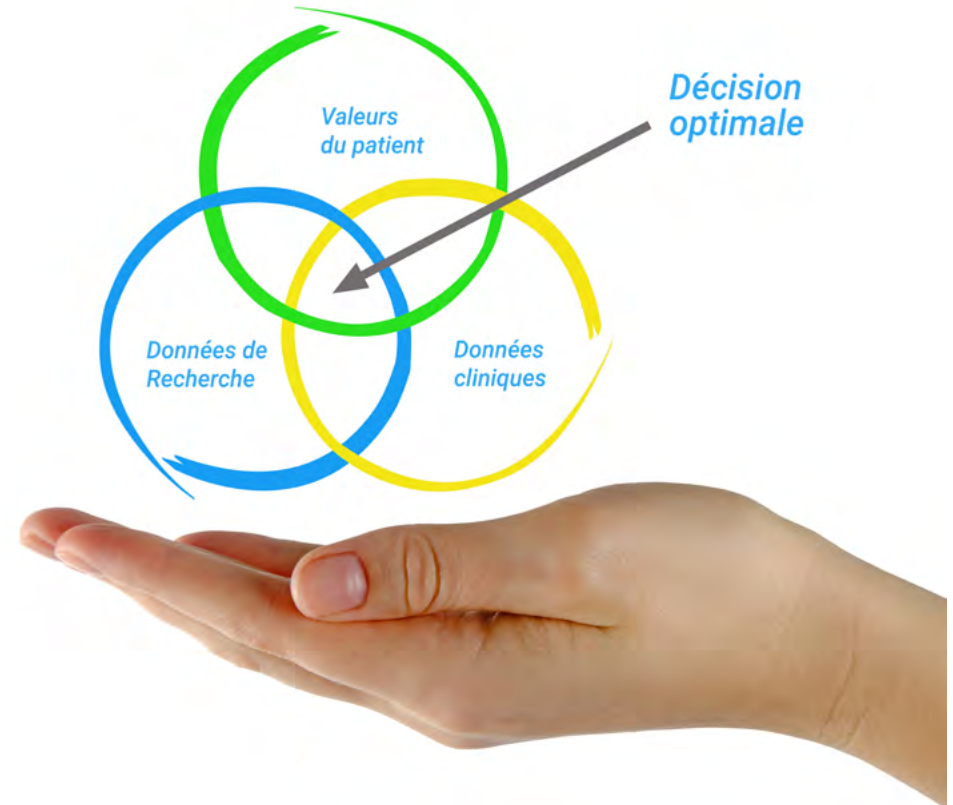 Valeurs
du patient
Décision
optimale
Données de
Recherche
Données
cliniques